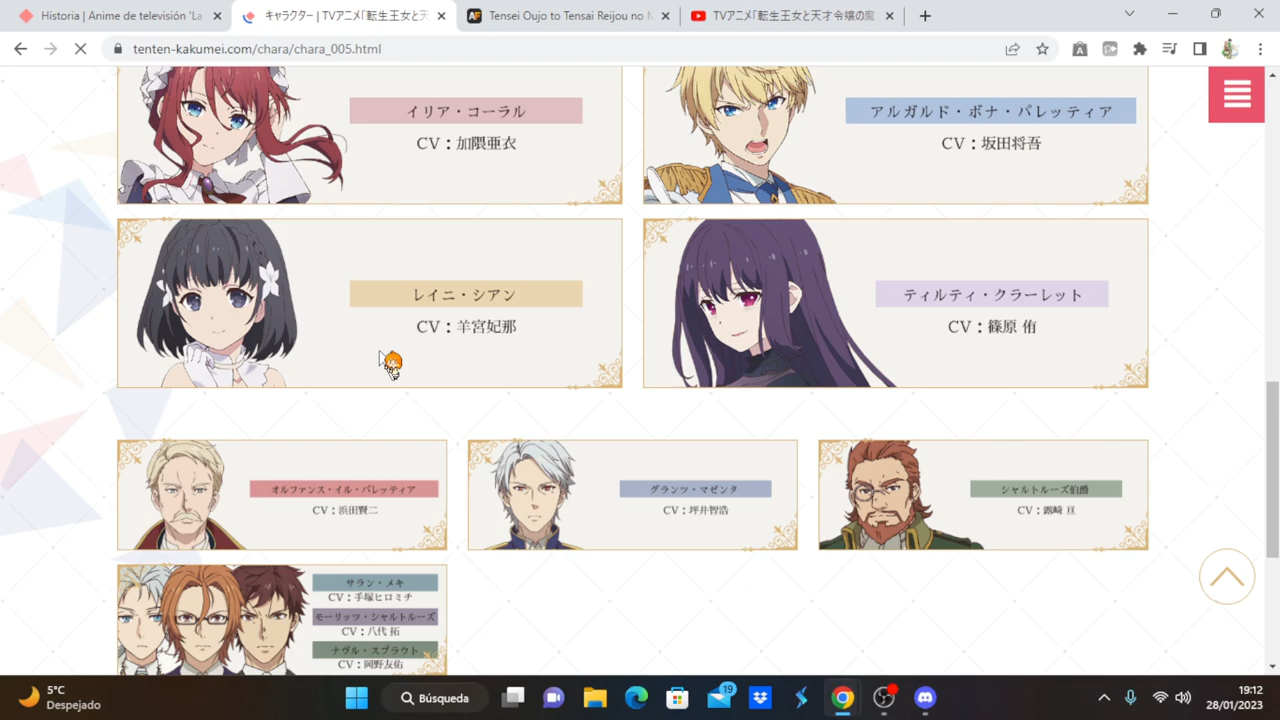 Historia | Anime de televisión 'La
キャラクター | TVアニメ「転生王女と天
Tensei Oujo to Tensai Reijou no M
TVアニメ「転生王女と天才令嬢の魔
tenten-kakumei.com/chara/chara_005.html
イリア・コーラル
CV：加隈亜衣
アルガルド・ボナ・パレッティア
CV：坂田将吾
レイニ・シアン
CV：羊宮妃那
ティルティ・クラーレット
CV：篠原 侑
オルファンス・イル・パレッティア
CV：浜田賢二
グランツ・マゼンタ
CV：坪井智浩
シャルトルーズ伯爵
CV：露崎 亘
サラン・メキ
CV：手塚ヒロミチ
モーリッツ・シャルトルーズ
CV：八代 拓
ナヴル・スプラウト
CV：岡野友佑
5°C
Despejado
Búsqueda
19
19:12
28/01/2023